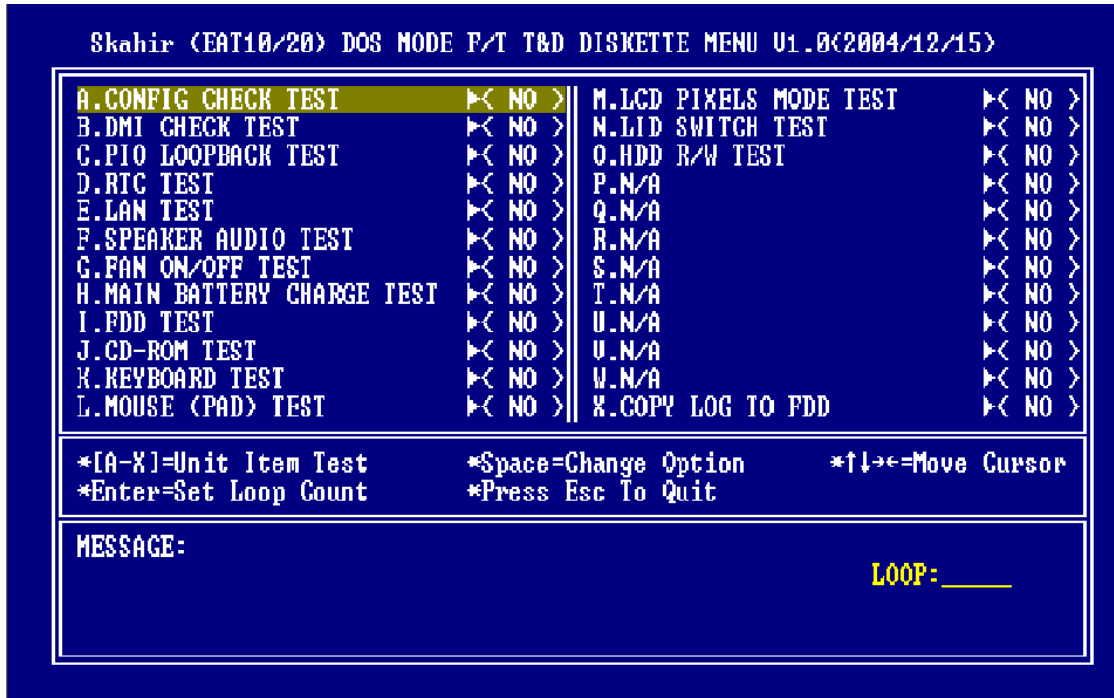 Skahir (EAT10/20) DOS MODE F/T T&D DISKETTE MENU V1.0(2004/12/15)
A.CONFIG CHECK TEST ►< NO >
B.DMI CHECK TEST ►< NO >
C.PIO LOOPBACK TEST ►< NO >
D.RTC TEST ►< NO >
E.LAN TEST ►< NO >
F.SPEAKER AUDIO TEST ►< NO >
G.FAN ON/OFF TEST ►< NO >
H.MAIN BATTERY CHARGE TEST ►< NO >
I.FDD TEST ►< NO >
J.CD-ROM TEST ►< NO >
K.KEYBOARD TEST ►< NO >
L.MOUSE (PAD) TEST ►< NO >
M.LCD PIXELS MODE TEST ►< NO >
N.LID SWITCH TEST ►< NO >
O.HDD R/W TEST ►< NO >
P.N/A ►< NO >
Q.N/A ►< NO >
R.N/A ►< NO >
S.N/A ►< NO >
T.N/A ►< NO >
U.N/A ►< NO >
V.N/A ►< NO >
W.N/A ►< NO >
X.COPY LOG TO FDD ►< NO >
*[A-X]=Unit Item Test *Space=Change Option *↑↓→←=Move Cursor
*Enter=Set Loop Count *Press Esc To Quit
MESSAGE:
LOOP:_____